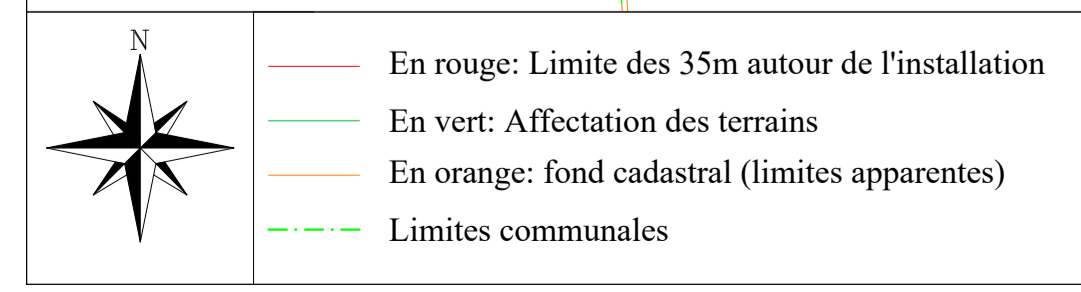 N
En rouge: Limite des 35m autour de l'installation
En vert: Affectation des terrains
En orange: fond cadastral (limites apparentes)
Limites communales